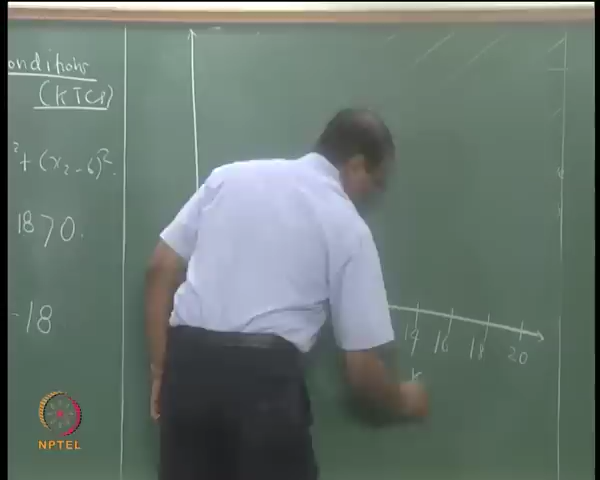 onditions
(KTCs)
² + (x₂ - 6)².
18 > 0.
- 18
14 16 18 20
NPTEL